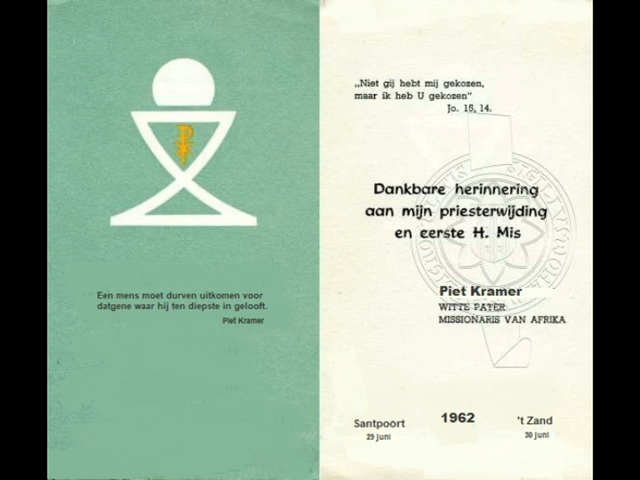 Een mens moet durven uitkomen voor
datgene waar hij ten diepste in gelooft.
Piet Kramer
„Niet gij hebt mij gekozen,
maar ik heb U gekozen"
Jo. 15, 14.
Dankbare herinnering
aan mijn priesterwijding
en eerste H. Mis
Piet Kramer
WITTE PATER
MISSIONARIS VAN AFRIKA
Santpoort 1962 't Zand
29 juni 30 juni